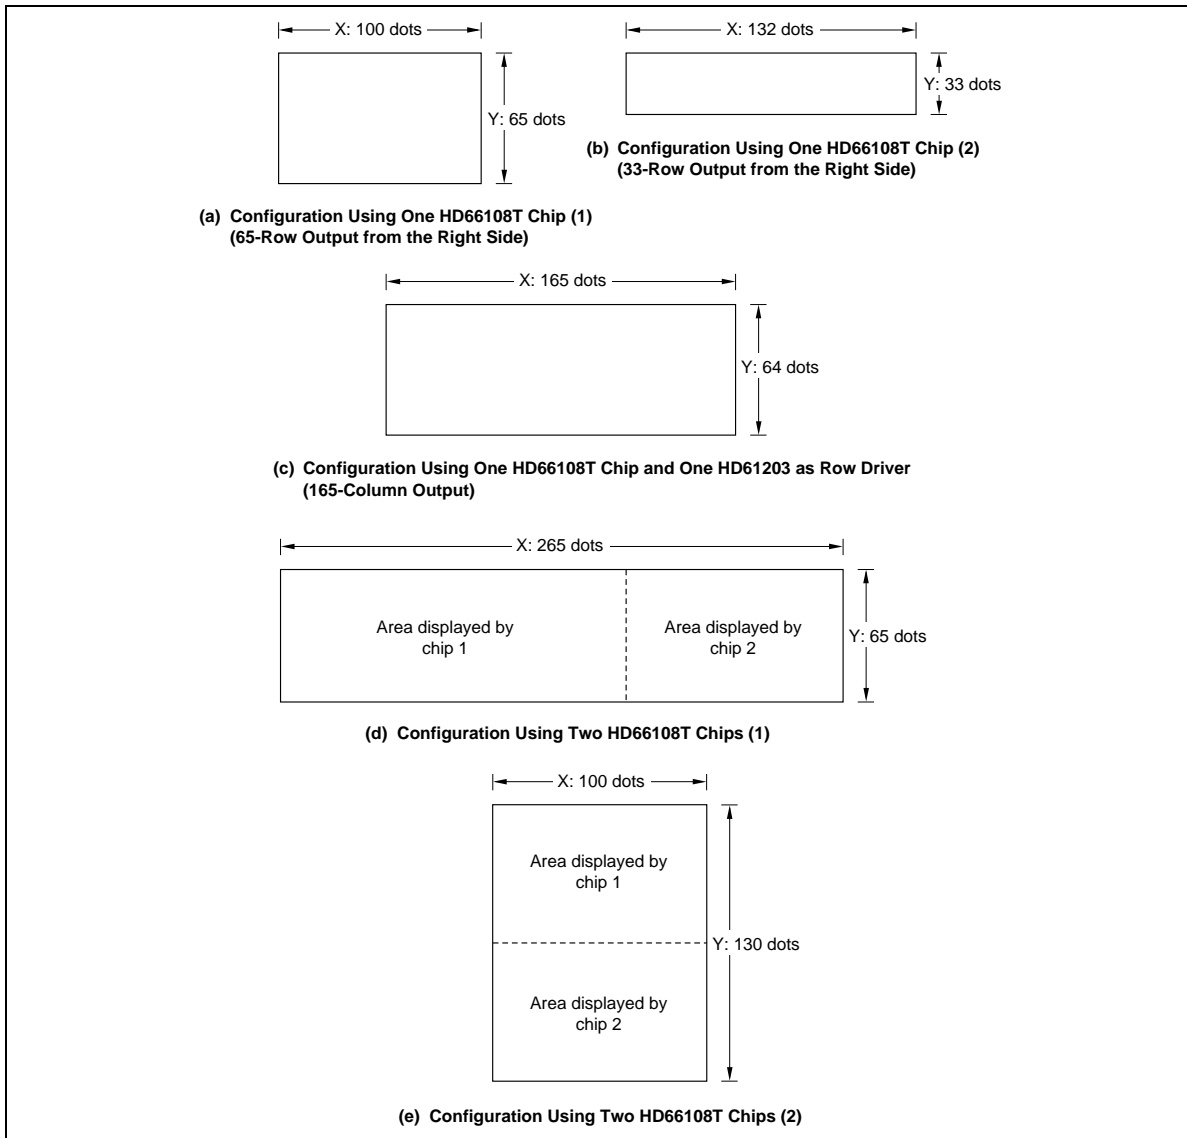 X: 100 dots
Y: 65 dots
(a) Configuration Using One HD66108T Chip (1)
(65-Row Output from the Right Side)
X: 132 dots
Y: 33 dots
(b) Configuration Using One HD66108T Chip (2)
(33-Row Output from the Right Side)
X: 165 dots
Y: 64 dots
(c) Configuration Using One HD66108T Chip and One HD61203 as Row Driver
(165-Column Output)
X: 265 dots
Area displayed by
chip 1
Area displayed by
chip 2
Y: 65 dots
(d) Configuration Using Two HD66108T Chips (1)
X: 100 dots
Area displayed by
chip 1
Y: 130 dots
Area displayed by
chip 2
(e) Configuration Using Two HD66108T Chips (2)